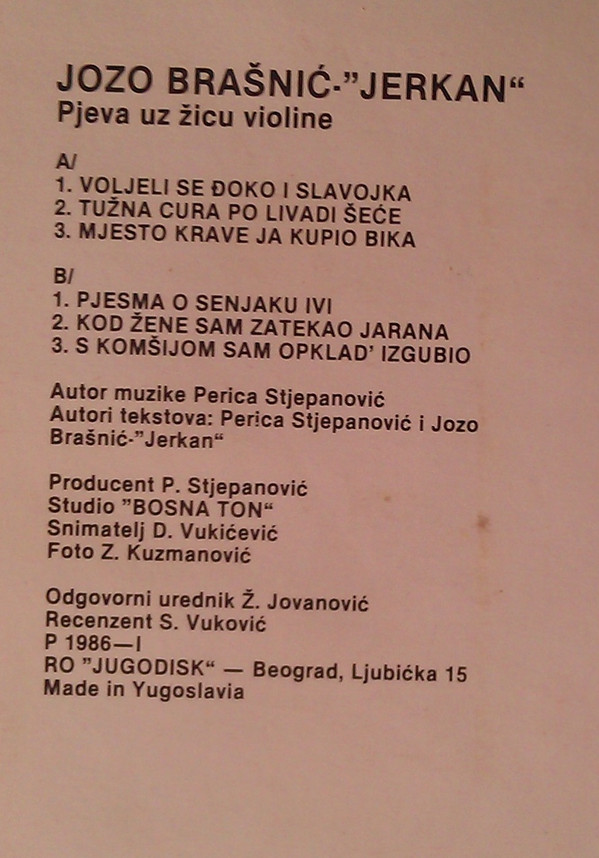 JOZO BRAŠNIĆ-”JERKAN“
Pjeva uz žicu violine
A/
1. VOLJELI SE ĐOKO I SLAVOJKA
2. TUŽNA CURA PO LIVADI ŠEĆE
3. MJESTO KRAVE JA KUPIO BIKA
B/
1. PJESMA O SENJAKU IVI
2. KOD ŽENE SAM ZATEKAO JARANA
3. S KOMŠIJOM SAM OPKLAD’ IZGUBIO
Autor muzike Perica Stjepanović
Autori tekstova: Perica Stjepanović i Jozo
Brašnić-”Jerkan“
Producent P. Stjepanović
Studio ”BOSNA TON“
Snimatelj D. Vukićević
Foto Z. Kuzmanović
Odgovorni urednik Ž. Jovanović
Recenzent S. Vuković
P 1986—I
RO ”JUGODISK“ — Beograd, Ljubićka 15
Made in Yugoslavia